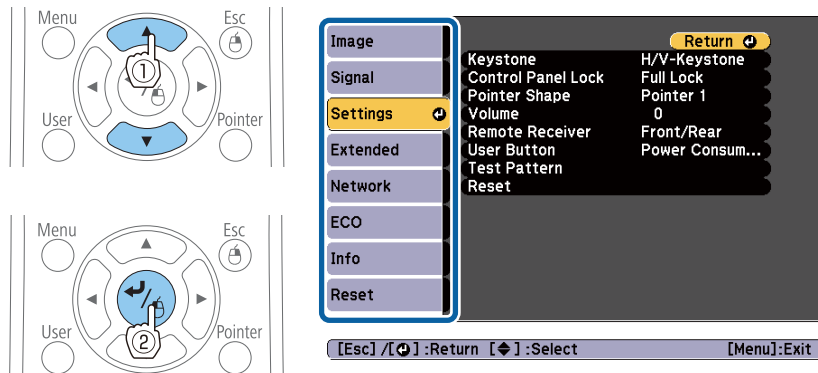 Menu
Esc
①
User
Pointer
Menu
Esc
②
User
Pointer
Image
Signal
Settings
Extended
Network
ECO
Info
Reset
Return
Keystone H/V-Keystone
Control Panel Lock Full Lock
Pointer Shape Pointer 1
Volume 0
Remote Receiver Front/Rear
User Button Power Consum...
Test Pattern
Reset
[Esc] /[⏎] :Return [◆] :Select [Menu]:Exit